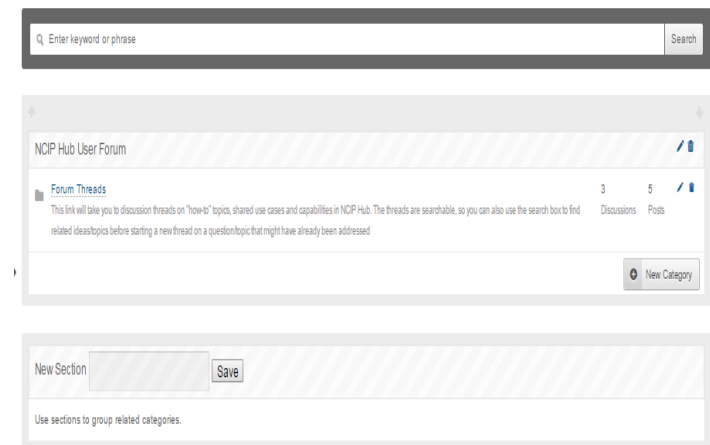 Enter keyword or phrase
Search
NCIP Hub User Forum
Forum Threads
3
5
This link will take you to discussion threads on "how-to" topics, shared use cases and capabilities in NCIP Hub. The threads are searchable, so you can also use the search box to find
Discussions
Posts
related ideas/topics before starting a new thread on a question/topic that might have already been addressed
New Category
New Section
Save
Use sections to group related categories.